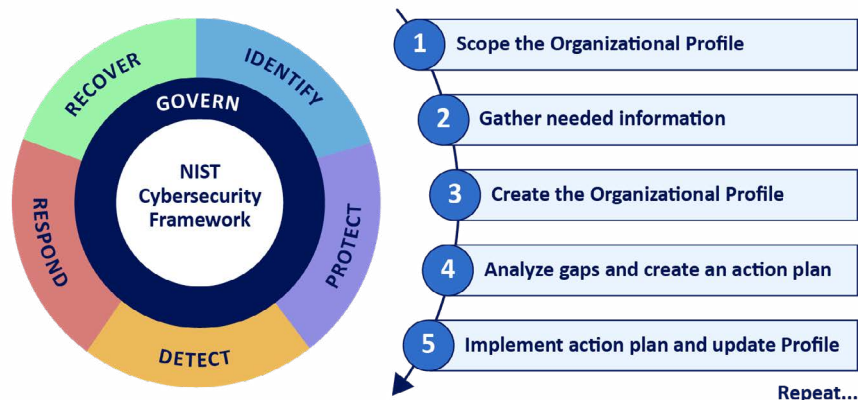 RECOVER
IDENTIFY
GOVERN
NIST
Cybersecurity
Framework
RESPOND
PROTECT
DETECT
1 Scope the Organizational Profile
2 Gather needed information
3 Create the Organizational Profile
4 Analyze gaps and create an action plan
5 Implement action plan and update Profile
Repeat...